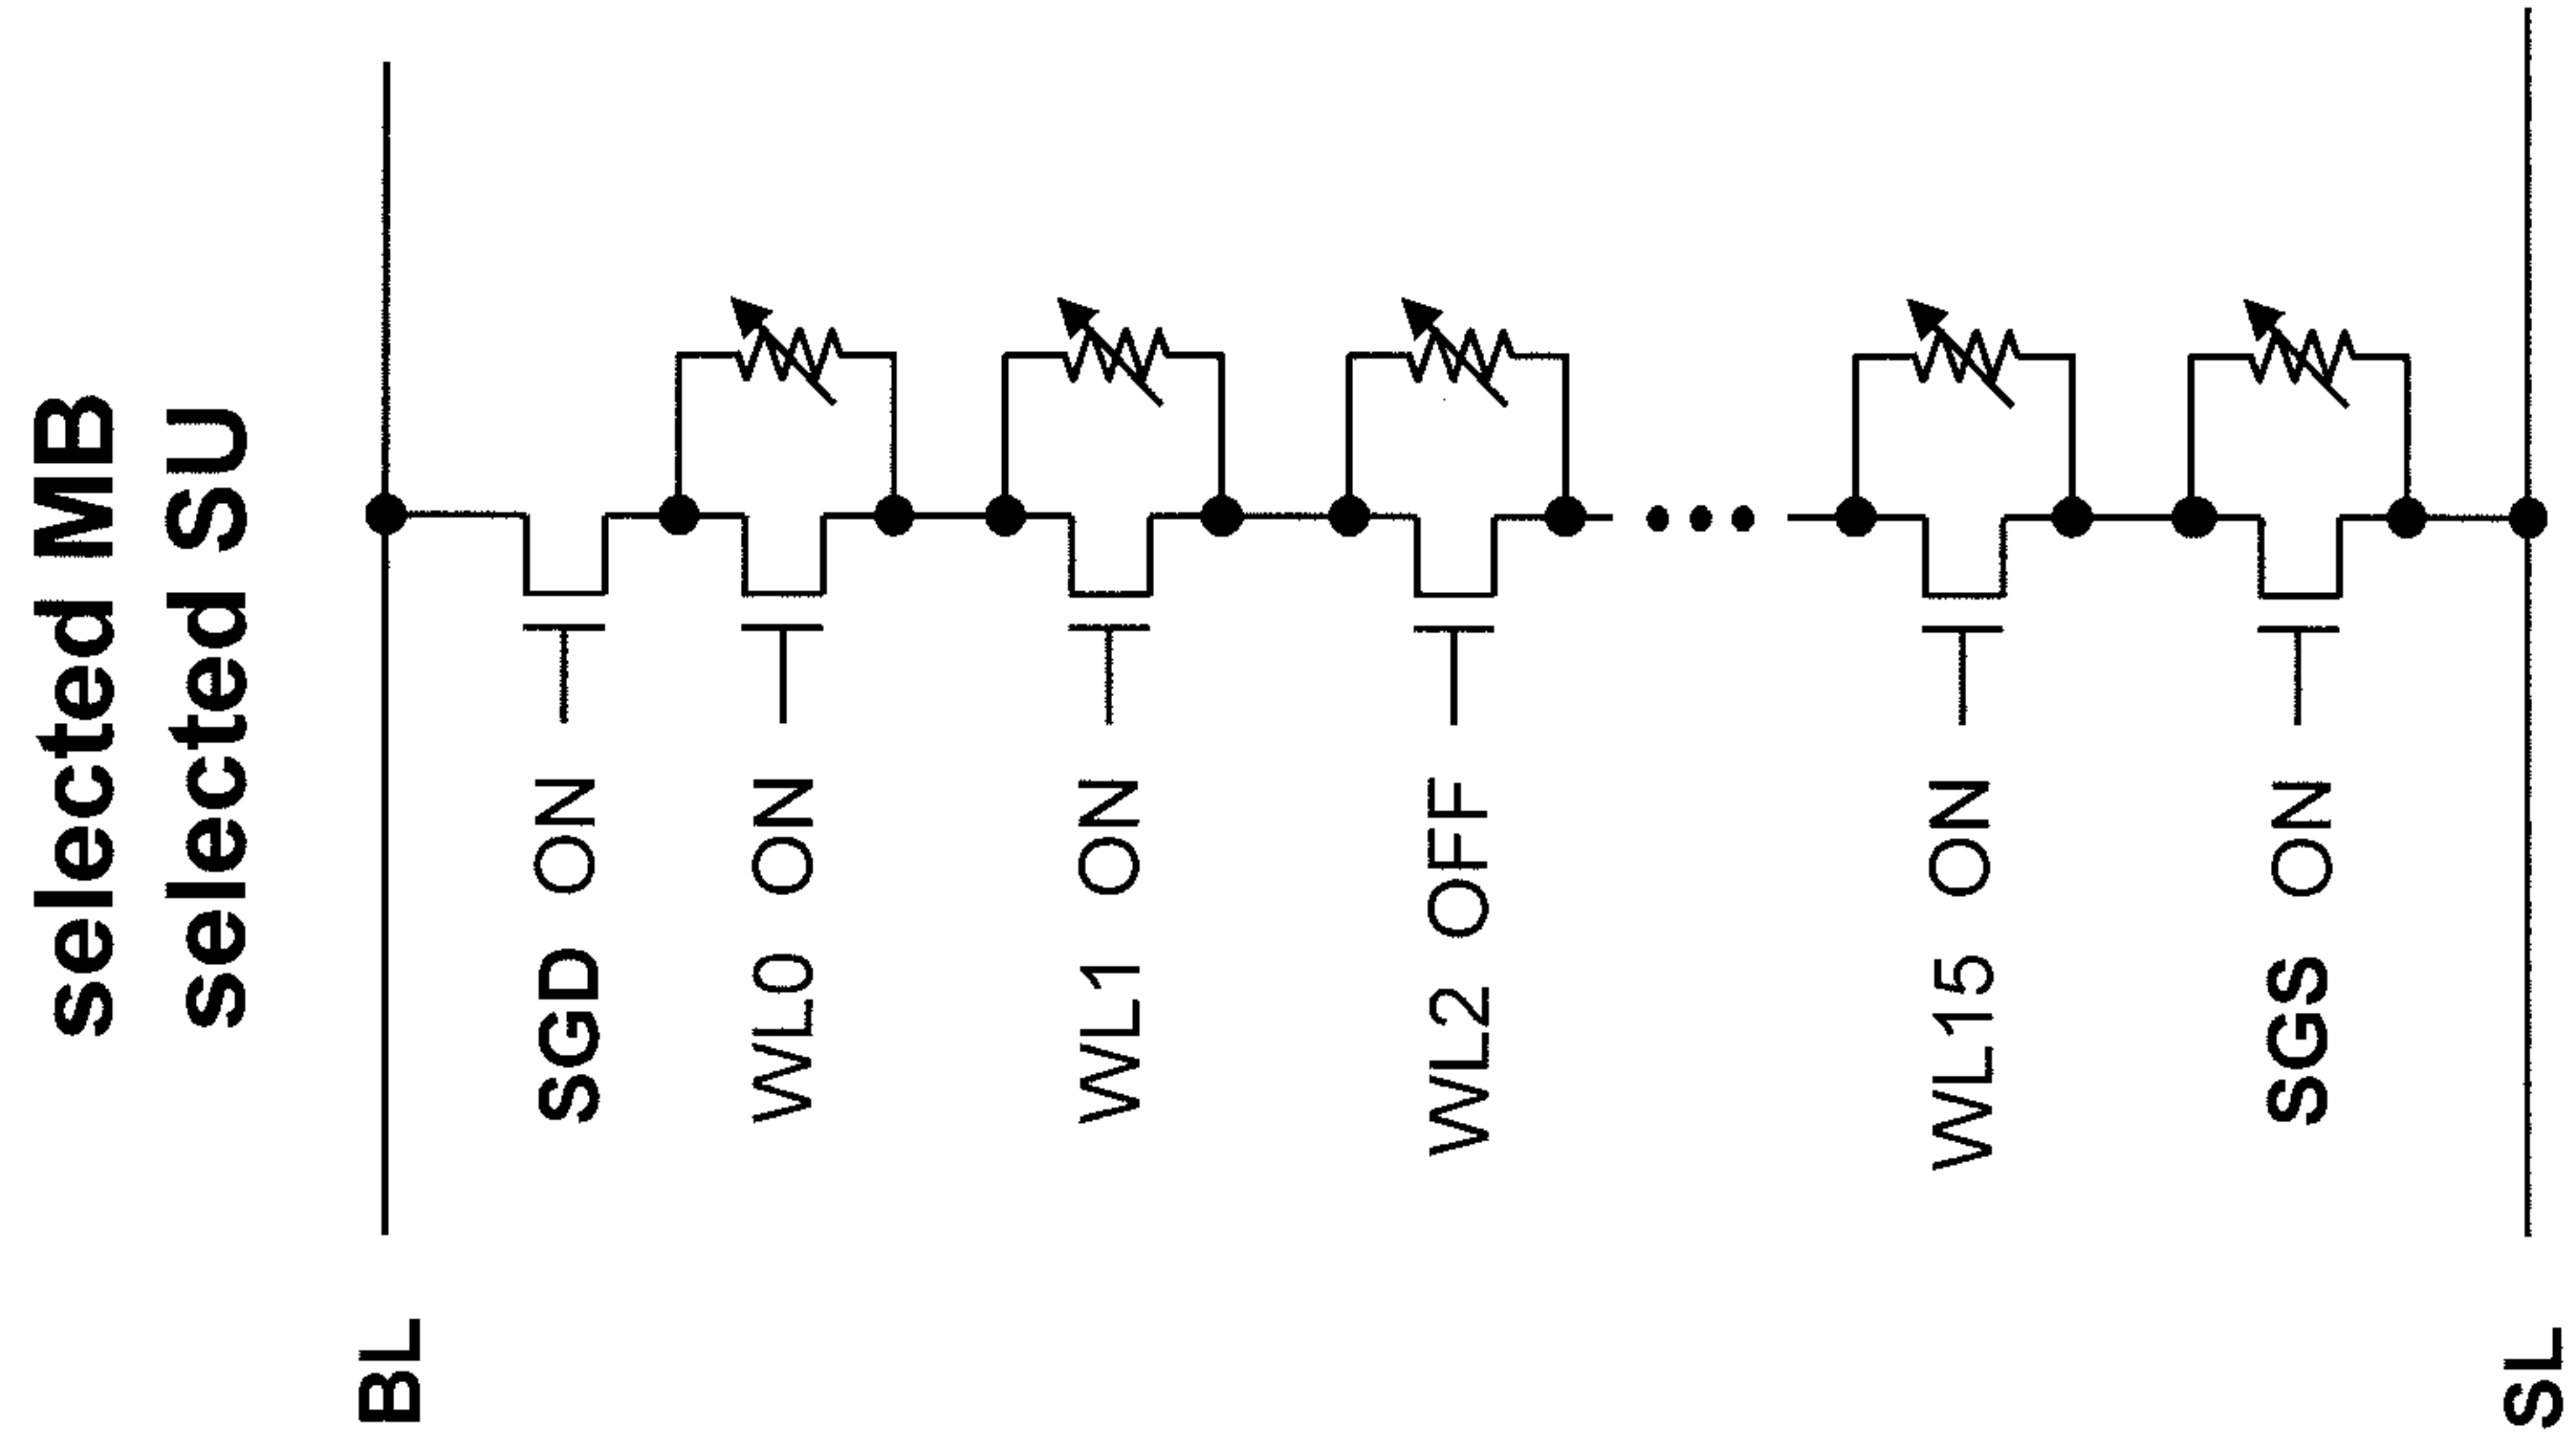 selected MB
selected SU
BL
SGD ON
WL0 ON
WL1 ON
WL2 OFF
WL15 ON
SGS ON
SL